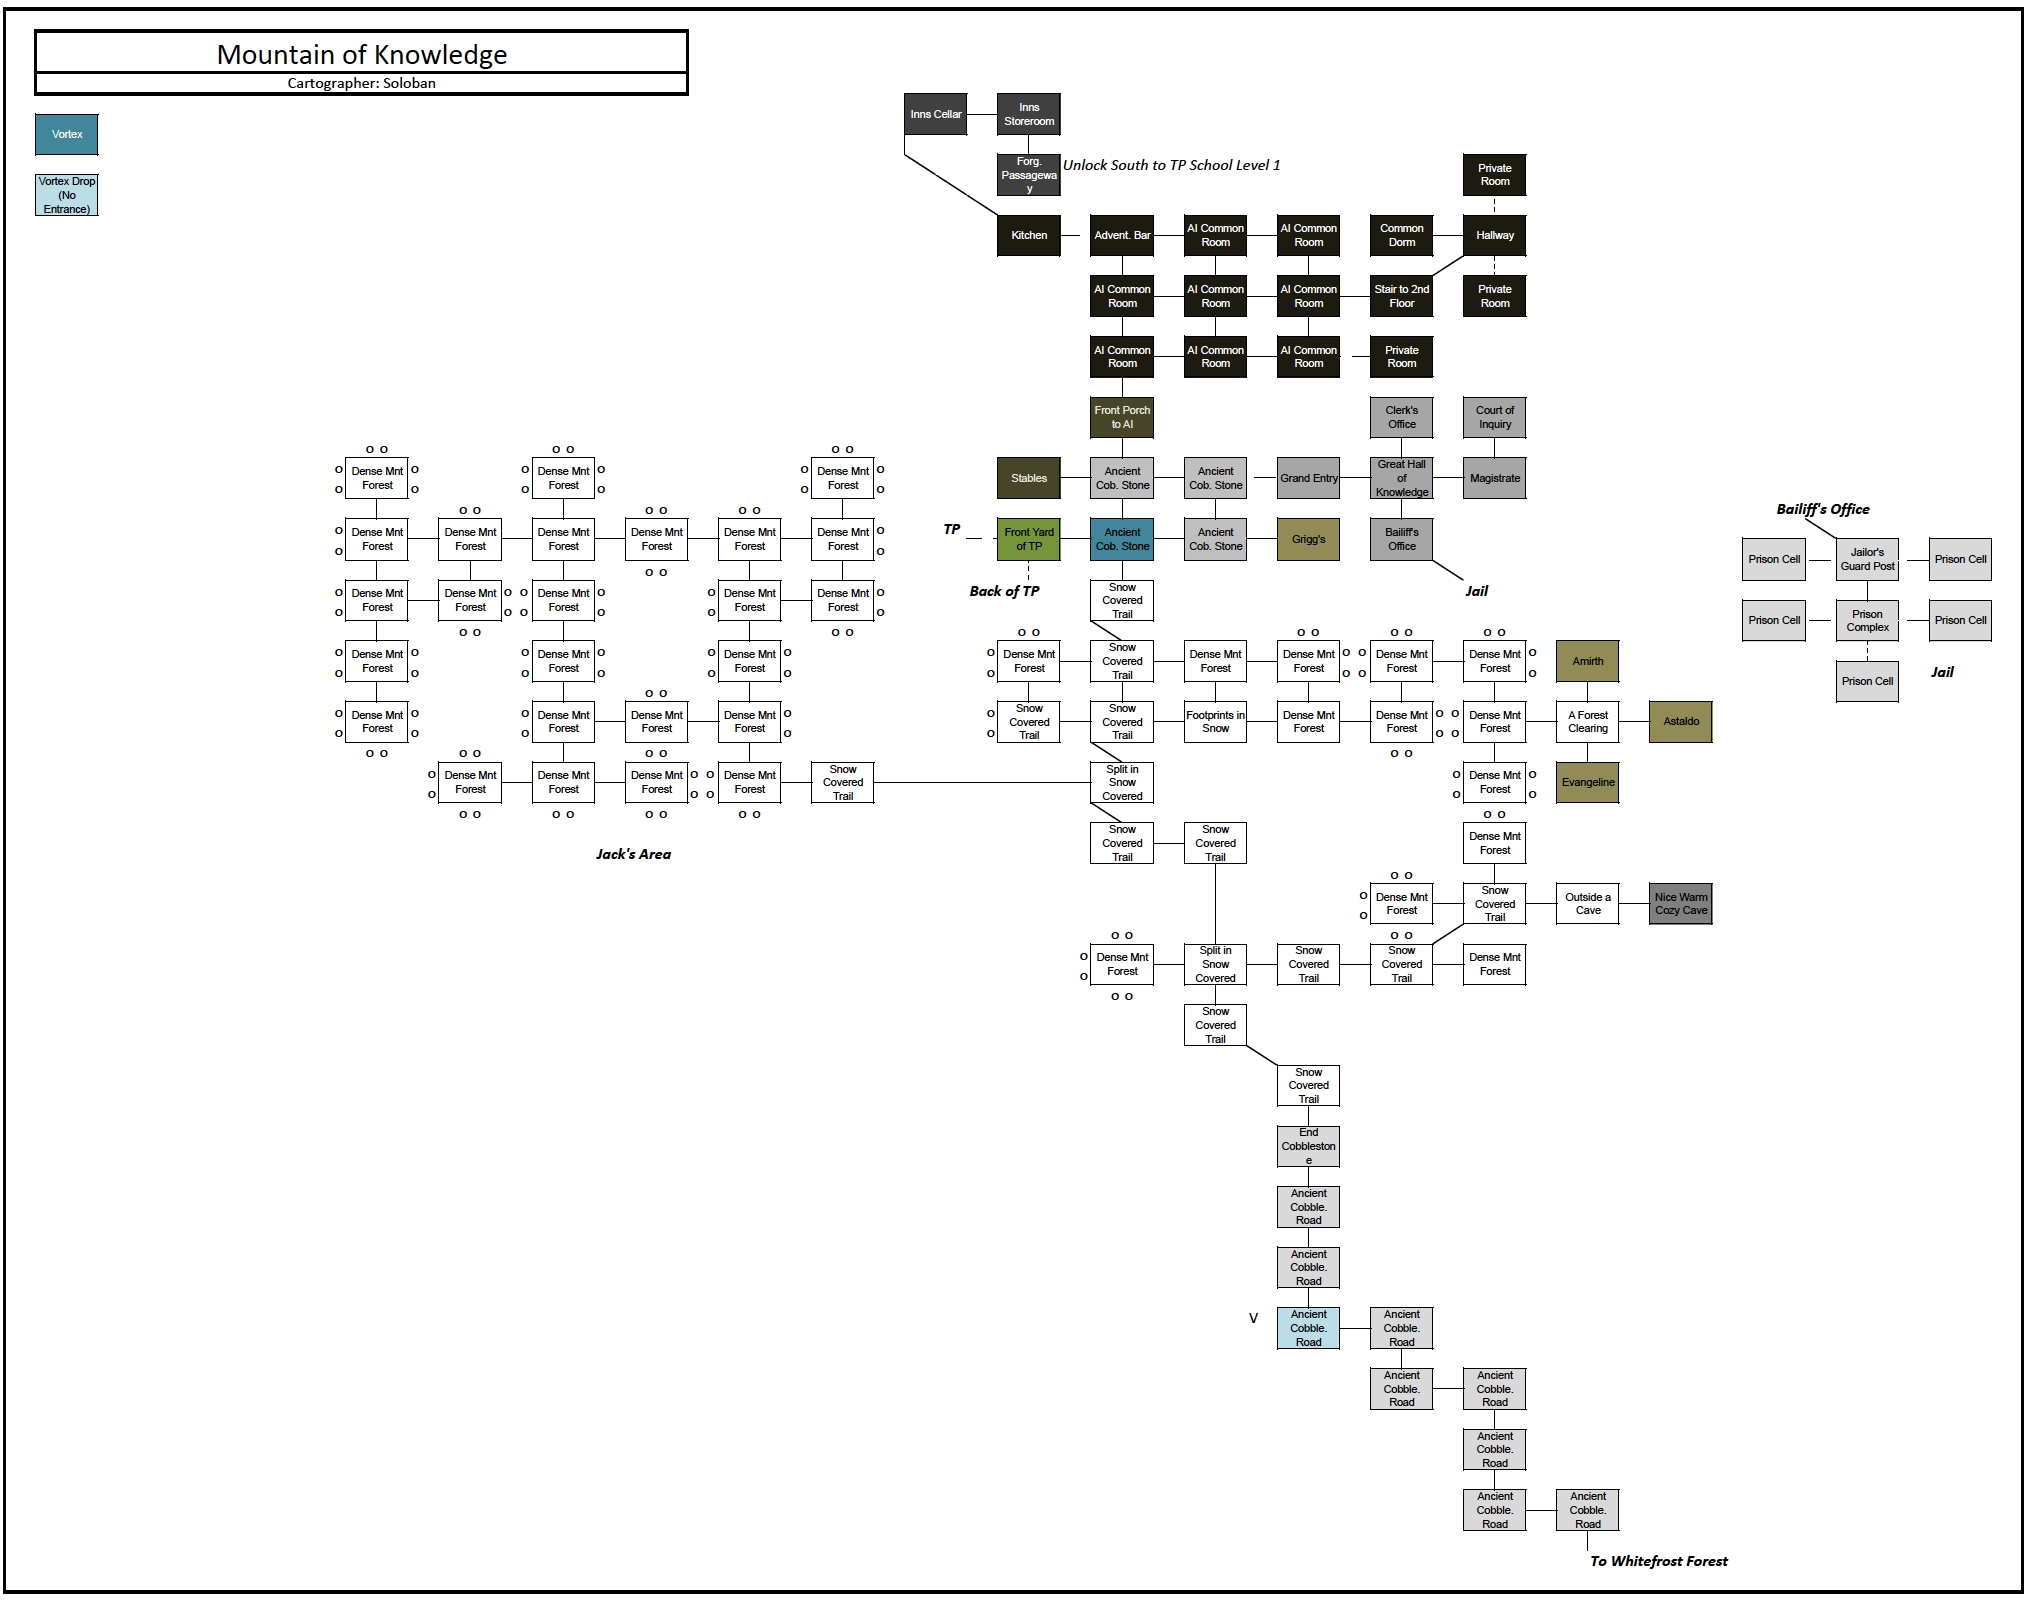 Mountain of Knowledge
Cartographer: Soloban
Vortex
Vortex Drop
(No
Entrance)
Inns Cellar
Inns
Storeroom
Forg.
Passagewa
y
Unlock South to TP School Level 1
Private
Room
Kitchen
Advent. Bar
AI Common
Room
AI Common
Room
Common
Dorm
Hallway
AI Common
Room
AI Common
Room
AI Common
Room
Stair to 2nd
Floor
Private
Room
AI Common
Room
AI Common
Room
AI Common
Room
Private
Room
Front Porch
to AI
Clerk's
Office
Court of
Inquiry
o o
o o
o o
o
Dense Mnt
Forest
o
o
o
o
Dense Mnt
Forest
o
o
o
o
Dense Mnt
Forest
o
o
o
Stables
Ancient
Cob. Stone
Ancient
Cob. Stone
Grand Entry
Great Hall
of
Knowledge
Magistrate
Bailiff's Office
o o
o o
o o
o
o
Dense Mnt
Forest
Dense Mnt
Forest
Dense Mnt
Forest
Dense Mnt
Forest
Dense Mnt
Forest
Dense Mnt
Forest
o
o
TP
Front Yard
of TP
Ancient
Cob. Stone
Ancient
Cob. Stone
Grigg's
Bailiff's
Office
Prison Cell
Jailor's
Guard Post
Prison Cell
o o
o
o
Dense Mnt
Forest
Dense Mnt
Forest
o
o
o
o
Dense Mnt
Forest
o
o
o
o
Dense Mnt
Forest
Dense Mnt
Forest
o
o
Back of TP
Snow
Covered
Trail
Jail
Prison Cell
Prison
Complex
Prison Cell
o o
o o
o o
o o
o o
o o
o
o
Dense Mnt
Forest
o
o
o
o
Dense Mnt
Forest
o
o
o
o
Dense Mnt
Forest
o
o
o
o
Dense Mnt
Forest
Snow
Covered
Trail
Dense Mnt
Forest
Dense Mnt
Forest
o
o
o
o
Dense Mnt
Forest
Dense Mnt
Forest
o
o
Amirth
Prison Cell
Jail
o o
o
o
Dense Mnt
Forest
o
o
o
o
Dense Mnt
Forest
Dense Mnt
Forest
Dense Mnt
Forest
o
o
o
o
Snow
Covered
Trail
Snow
Covered
Trail
Footprints in
Snow
Dense Mnt
Forest
Dense Mnt
Forest
o
o
o
o
Dense Mnt
Forest
A Forest
Clearing
Astaldo
o o
o o
o o
o o
o
o
Dense Mnt
Forest
Dense Mnt
Forest
Dense Mnt
Forest
o
o
o
o
Dense Mnt
Forest
Snow
Covered
Trail
Split in
Snow
Covered
o
o
Dense Mnt
Forest
o
o
Evangeline
o o
o o
o o
o o
o o
Jack's Area
Snow
Covered
Trail
Snow
Covered
Trail
Dense Mnt
Forest
o o
o
o
Dense Mnt
Forest
Snow
Covered
Trail
Outside a
Cave
Nice Warm
Cozy Cave
o o
o o
o
o
Dense Mnt
Forest
Split in
Snow
Covered
Snow
Covered
Trail
Snow
Covered
Trail
Dense Mnt
Forest
o o
Snow
Covered
Trail
Snow
Covered
Trail
End
Cobbleston
e
Ancient
Cobble.
Road
Ancient
Cobble.
Road
V
Ancient
Cobble.
Road
Ancient
Cobble.
Road
Ancient
Cobble.
Road
Ancient
Cobble.
Road
Ancient
Cobble.
Road
Ancient
Cobble.
Road
Ancient
Cobble.
Road
To Whitefrost Forest